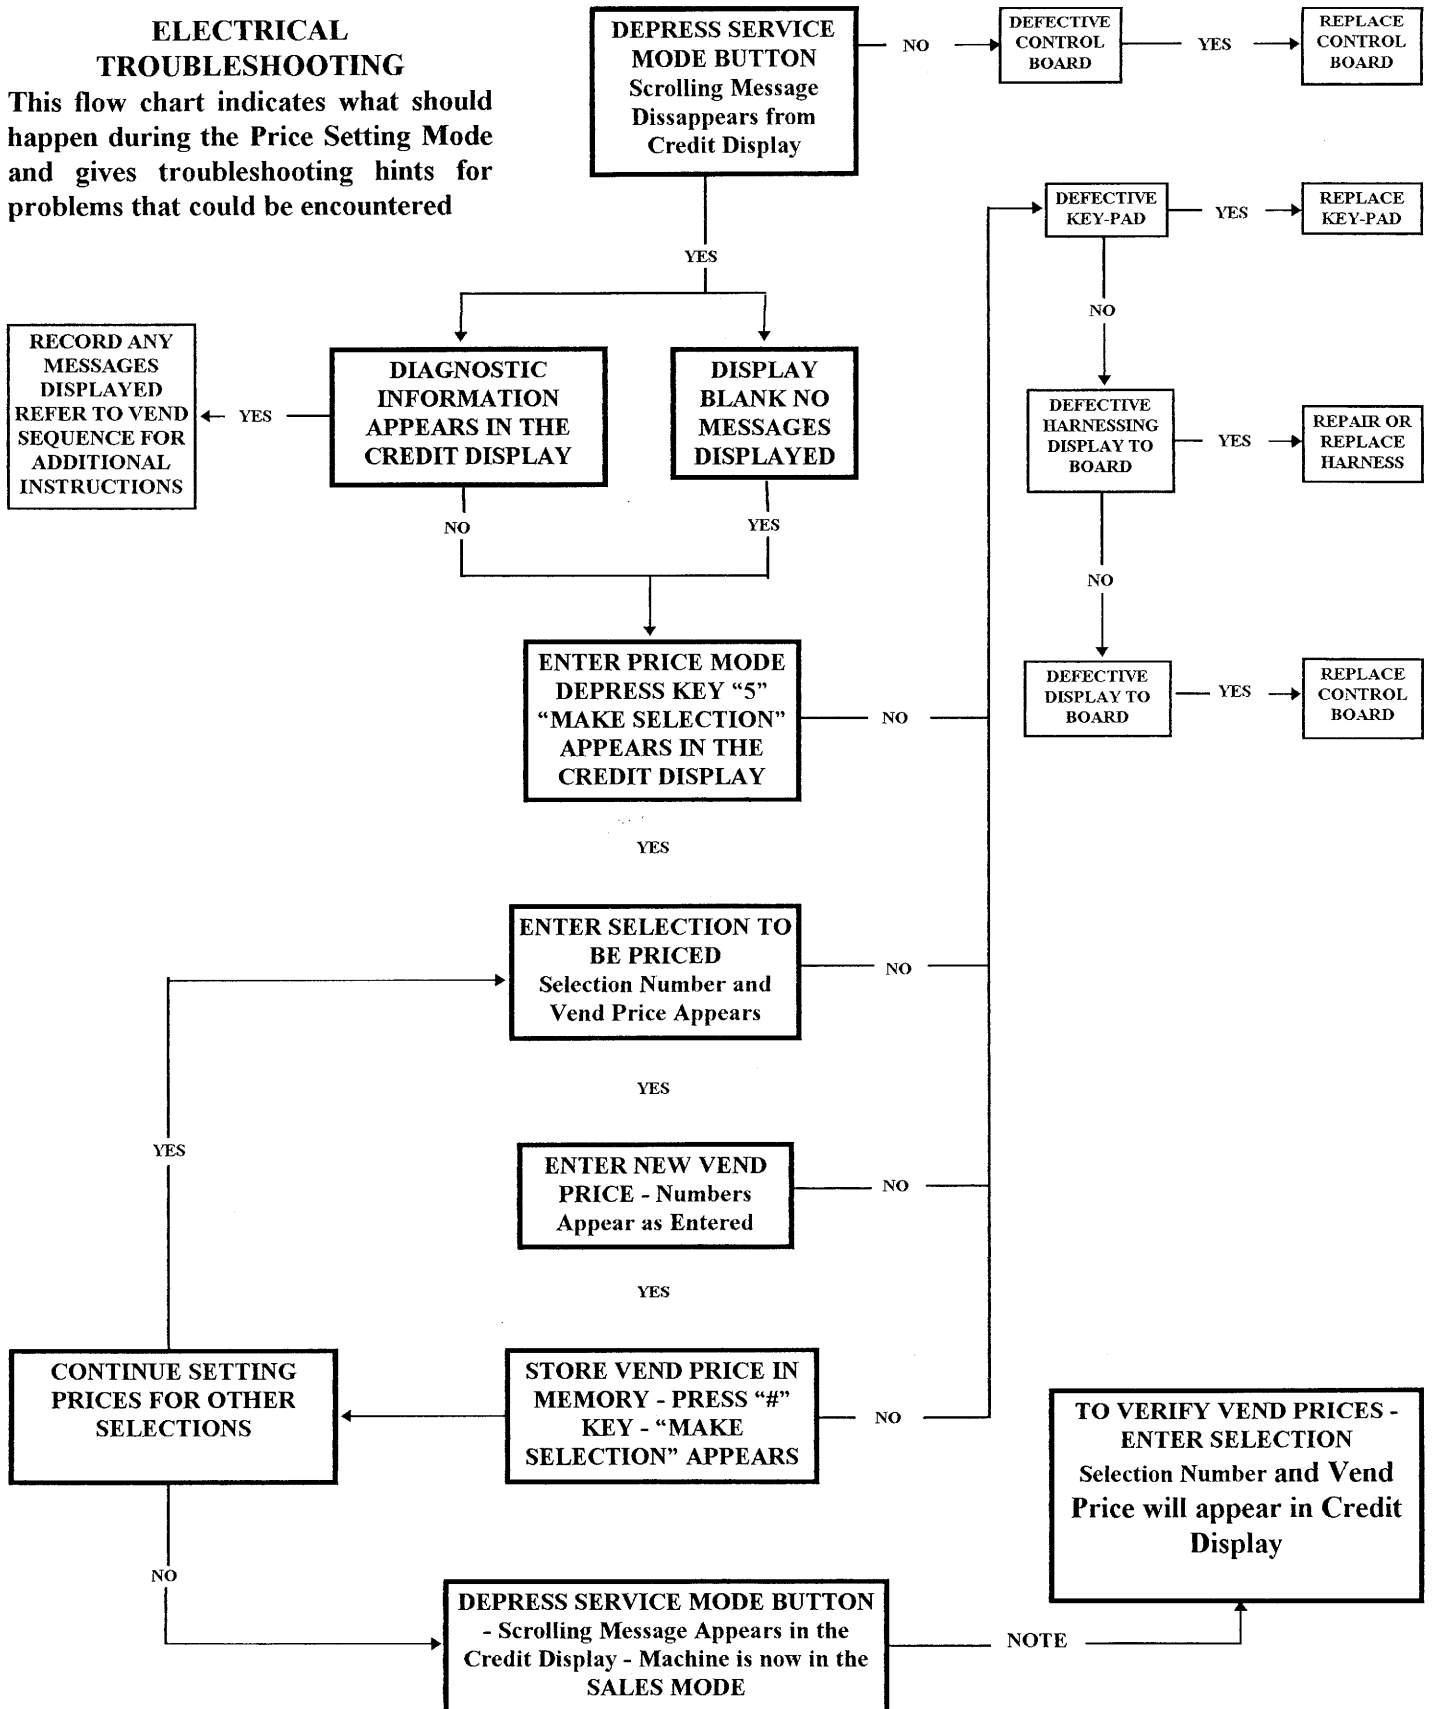 ELECTRICAL
TROUBLESHOOTING
This flow chart indicates what should
happen during the Price Setting Mode
and gives troubleshooting hints for
problems that could be encountered
DEPRESS SERVICE
MODE BUTTON
Scrolling Message
Dissappears from
Credit Display
NO
DEFECTIVE
CONTROL
BOARD
YES
REPLACE
CONTROL
BOARD
YES
DEFECTIVE
KEY-PAD
YES
REPLACE
KEY-PAD
NO
RECORD ANY
MESSAGES
DISPLAYED
REFER TO VEND
SEQUENCE FOR
ADDITIONAL
INSTRUCTIONS
YES
DIAGNOSTIC
INFORMATION
APPEARS IN THE
CREDIT DISPLAY
DISPLAY
BLANK NO
MESSAGES
DISPLAYED
DEFECTIVE
HARNESSING
DISPLAY TO
BOARD
YES
REPAIR OR
REPLACE
HARNESS
NO
YES
NO
ENTER PRICE MODE
DEPRESS KEY “5”
“MAKE SELECTION”
APPEARS IN THE
CREDIT DISPLAY
NO
DEFECTIVE
DISPLAY TO
BOARD
YES
REPLACE
CONTROL
BOARD
YES
ENTER SELECTION TO
BE PRICED
Selection Number and
Vend Price Appears
NO
YES
YES
ENTER NEW VEND
PRICE - Numbers
Appear as Entered
NO
YES
CONTINUE SETTING
PRICES FOR OTHER
SELECTIONS
STORE VEND PRICE IN
MEMORY - PRESS “#”
KEY - “MAKE
SELECTION” APPEARS
NO
TO VERIFY VEND PRICES -
ENTER SELECTION
Selection Number and Vend
Price will appear in Credit
Display
NO
DEPRESS SERVICE MODE BUTTON
- Scrolling Message Appears in the
Credit Display - Machine is now in the
SALES MODE
NOTE